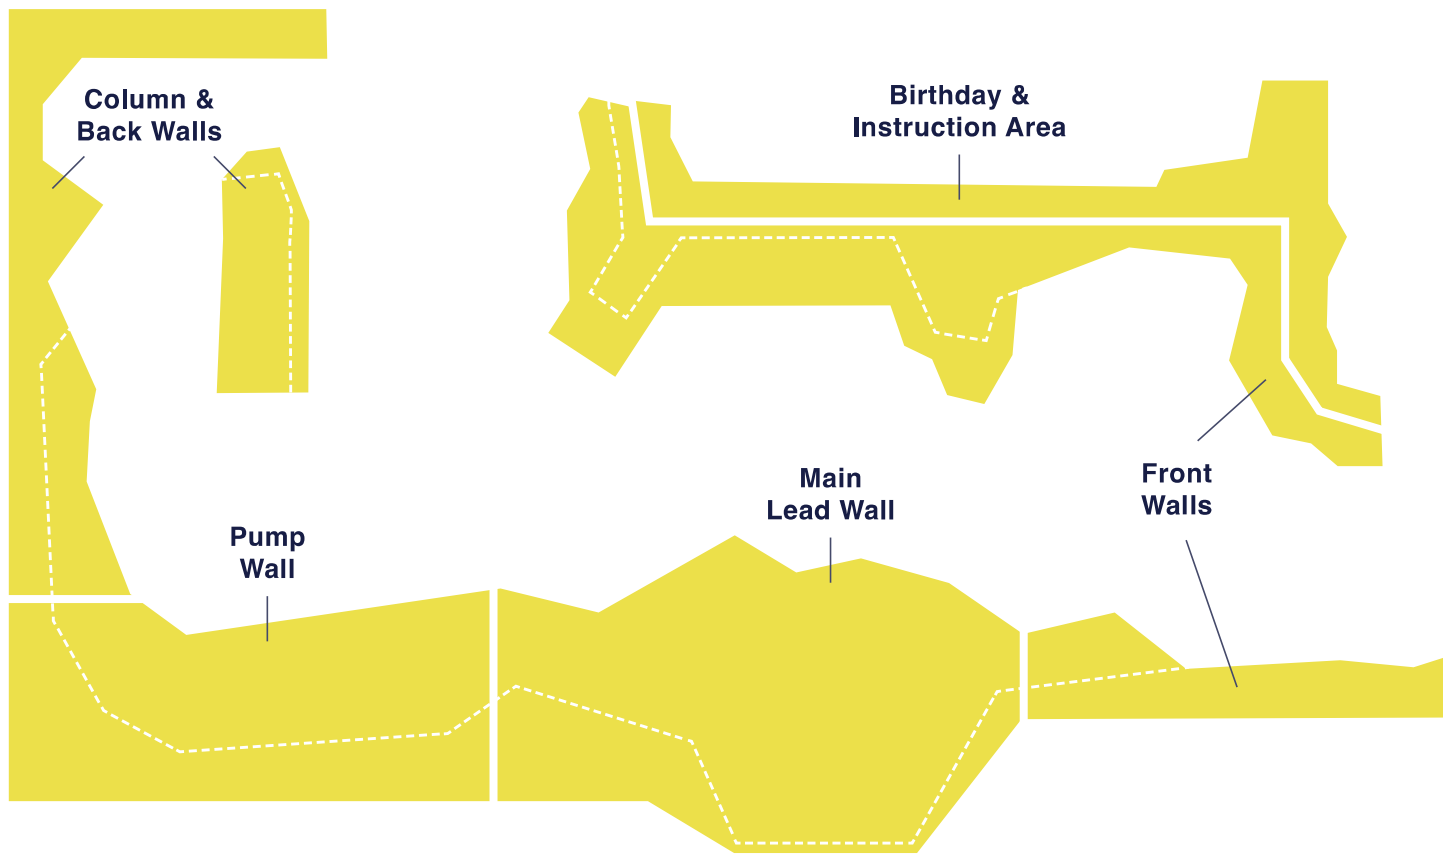 Column &
Back Walls
Birthday &
Instruction Area
Main
Lead Wall
Front
Walls
Pump
Wall